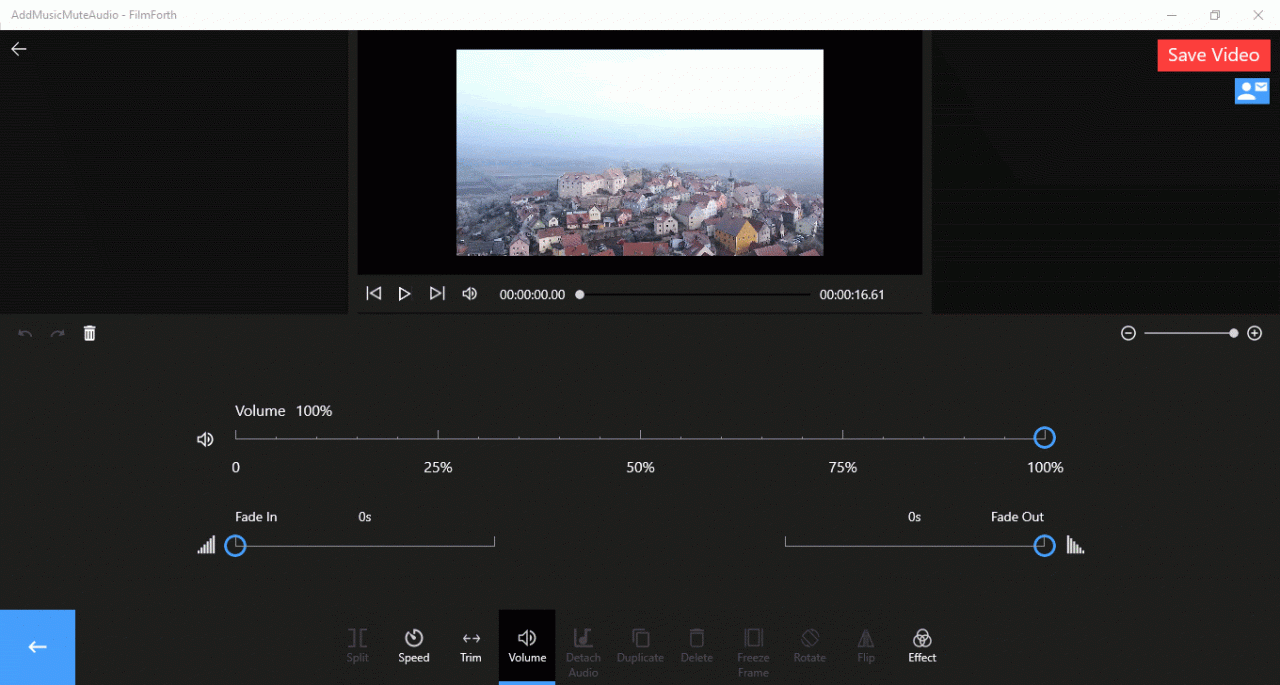 AddMusicMuteAudio - FilmForth
Save Video
00:00:00.00
00:00:16.61
Volume 100%
0 25% 50% 75% 100%
Fade In 0s
0s Fade Out
Split
Speed
Trim
Volume
Detach
Audio
Duplicate
Delete
Freeze
Frame
Rotate
Flip
Effect